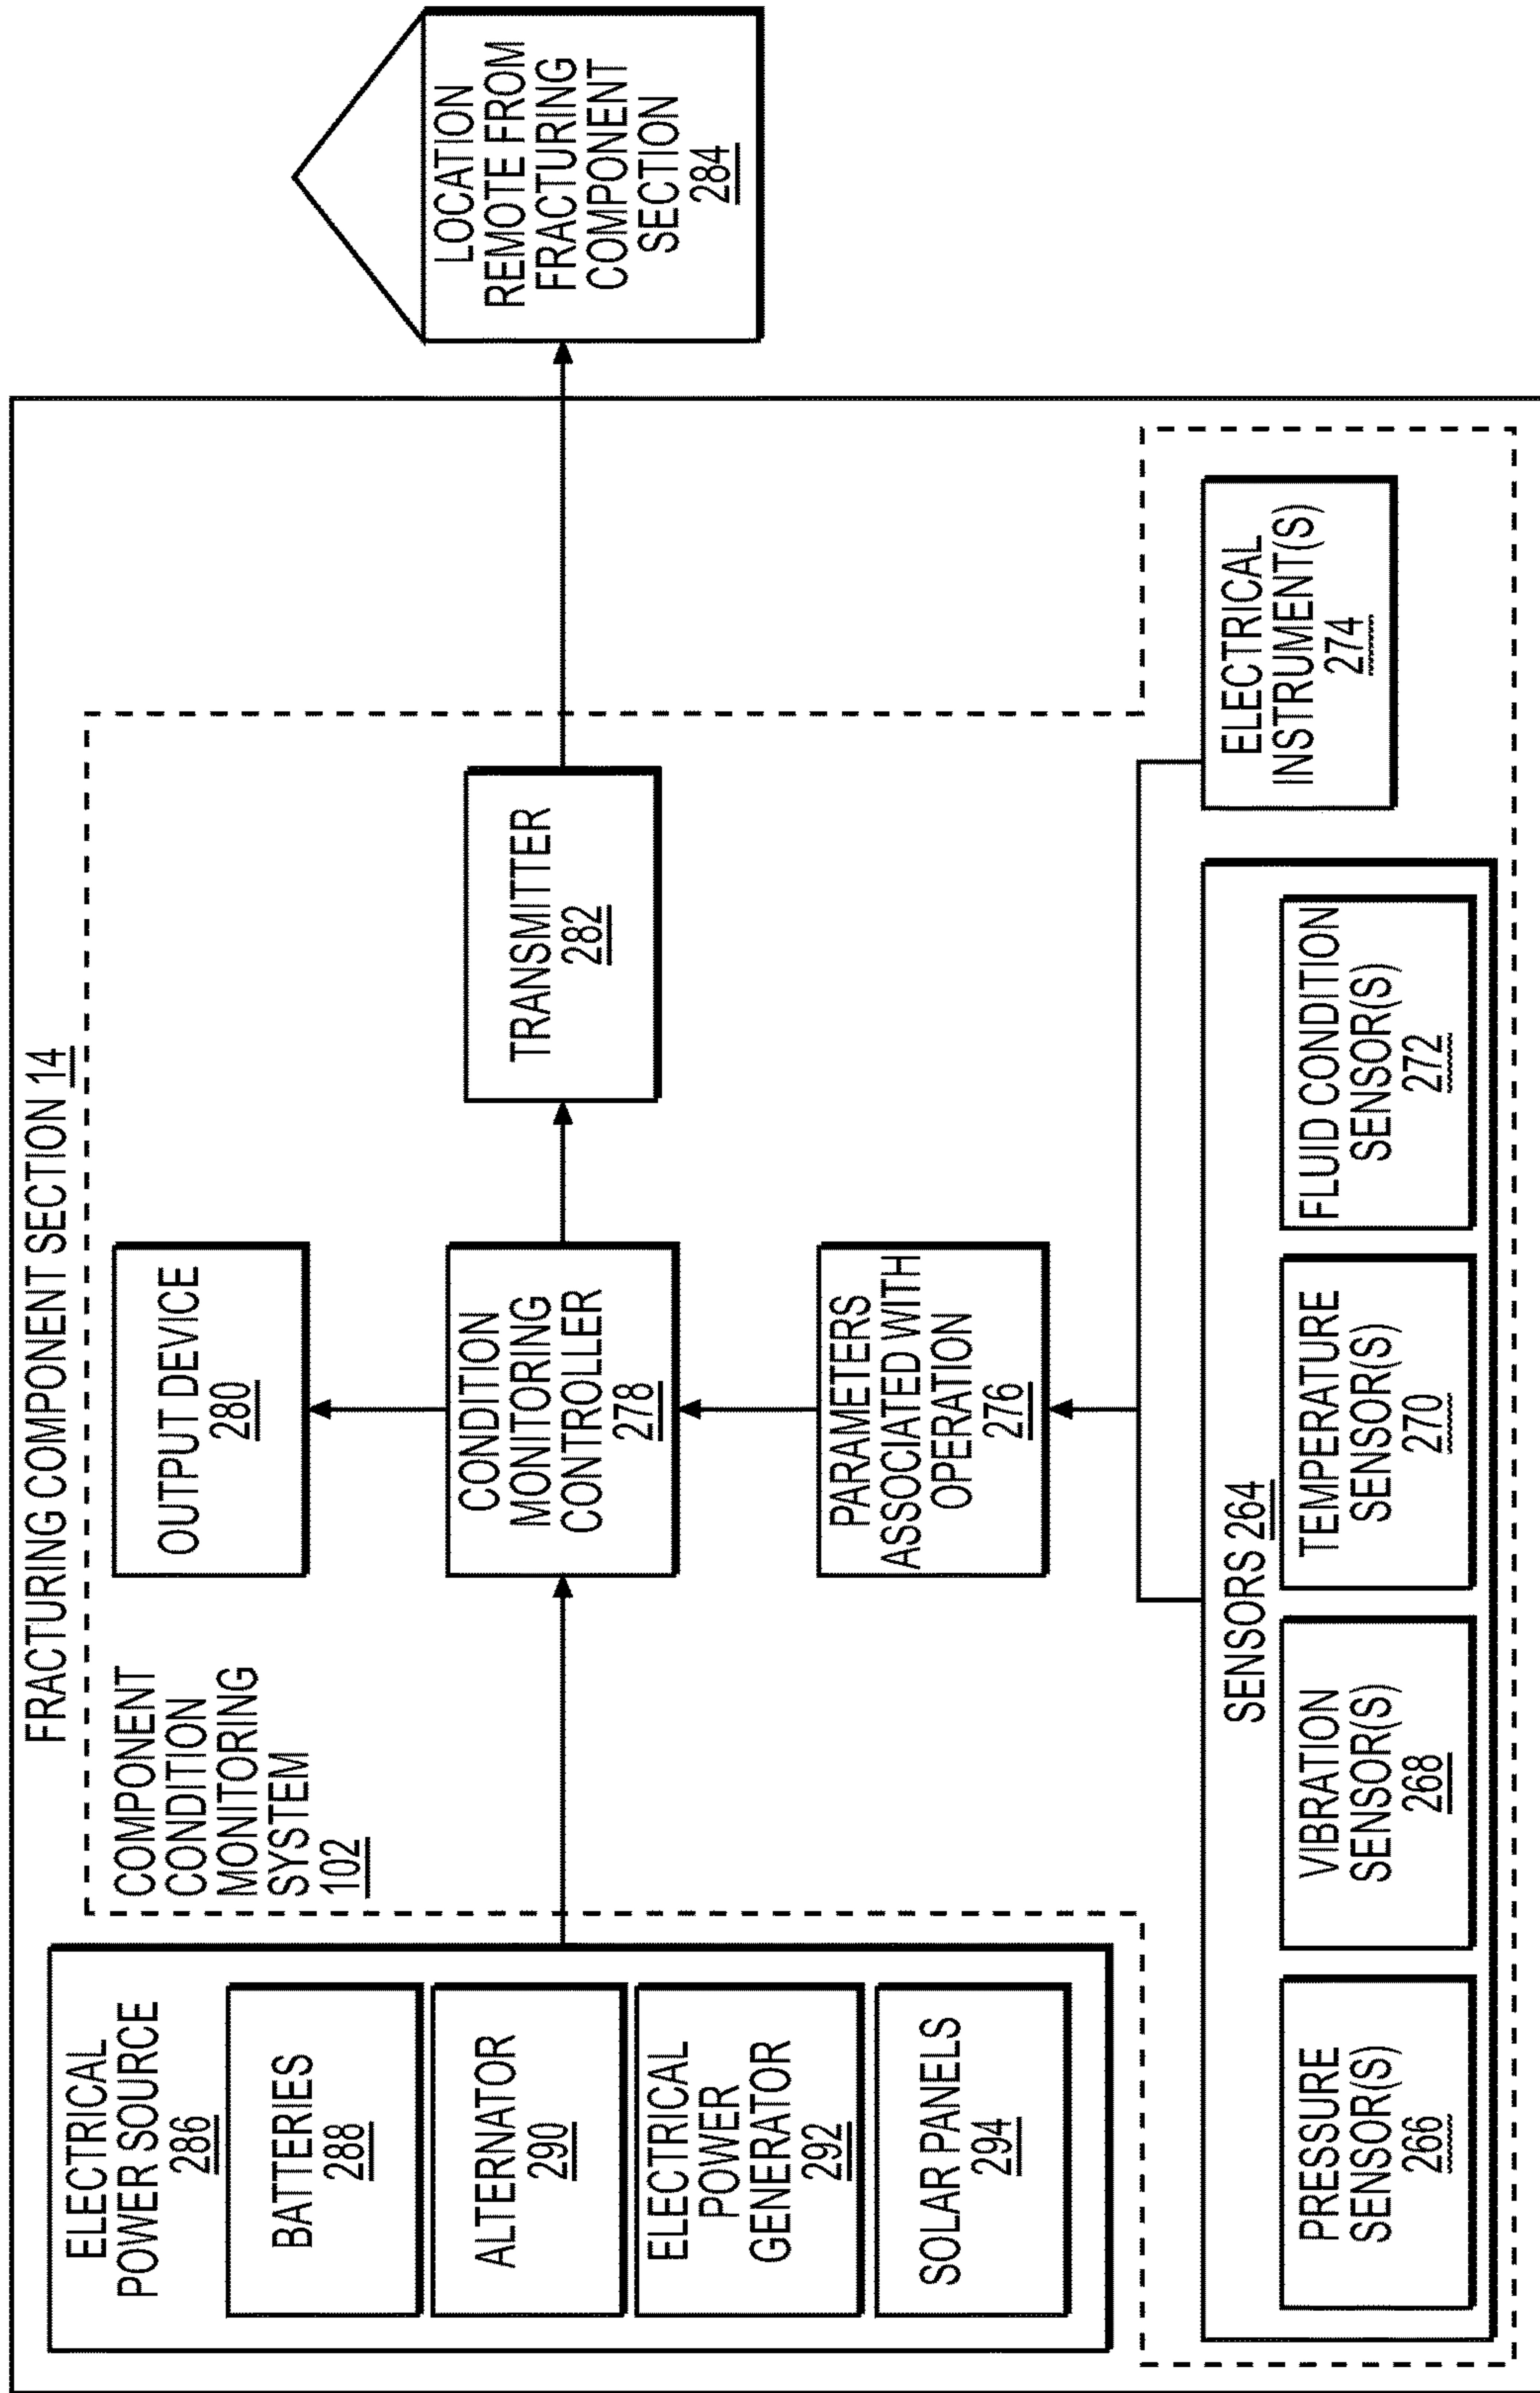 FRACTURING COMPONENT SECTION 14
ELECTRICAL
POWER SOURCE
286
BATTERIES
288
ALTERNATOR
290
ELECTRICAL
POWER
GENERATOR
292
SOLAR PANELS
294
COMPONENT
CONDITION
MONITORING
SYSTEM
102
OUTPUT DEVICE
280
CONDITION
MONITORING
CONTROLLER
278
PARAMETERS
ASSOCIATED WITH
OPERATION
276
TRANSMITTER
282
LOCATION
REMOTE FROM
FRACTURING
COMPONENT
SECTION
284
SENSORS 264
PRESSURE
SENSOR(S)
266
VIBRATION
SENSOR(S)
268
TEMPERATURE
SENSOR(S)
270
FLUID CONDITION
SENSOR(S)
272
ELECTRICAL
INSTRUMENT(S)
274